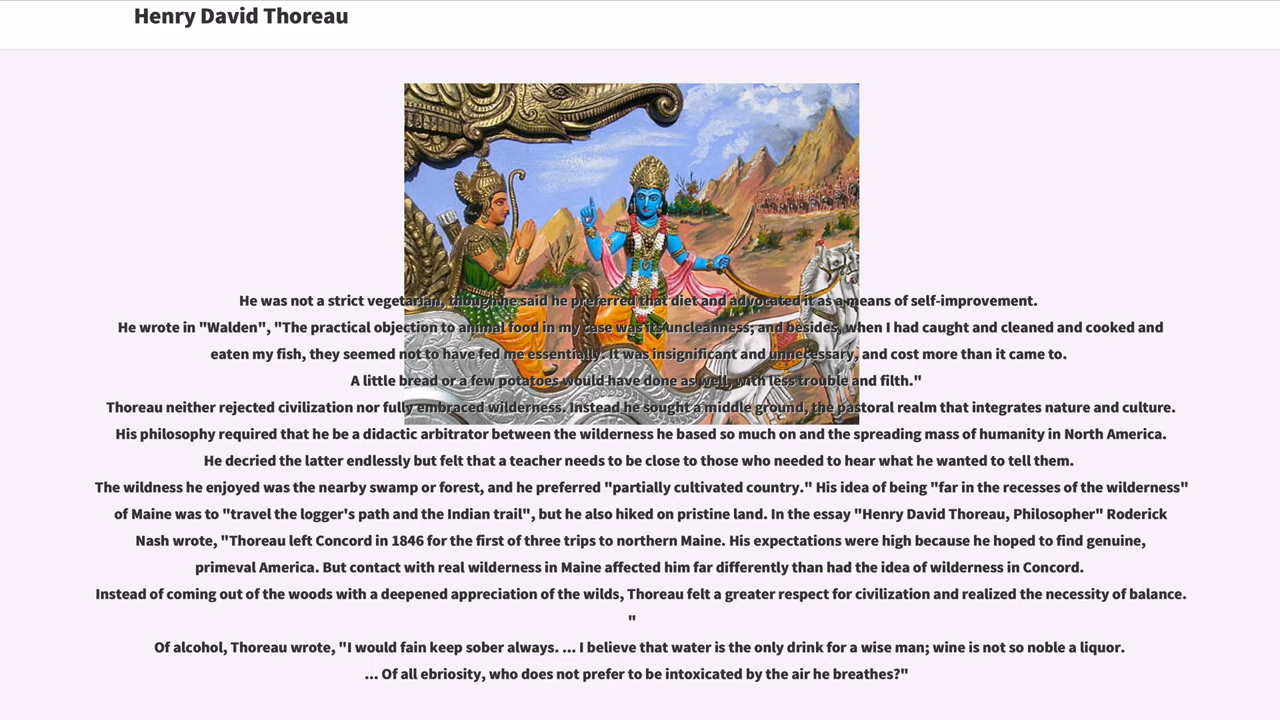 Henry David Thoreau
He was not a strict vegetarian, though he said he preferred that diet and advocated it as a means of self-improvement.
He wrote in "Walden", "The practical objection to animal food in my case was its uncleanness; and besides, when I had caught and cleaned and cooked and
eaten my fish, they seemed not to have fed me essentially. It was insignificant and unnecessary, and cost more than it came to.
A little bread or a few potatoes would have done as well, with less trouble and filth."
Thoreau neither rejected civilization nor fully embraced wilderness. Instead he sought a middle ground, the pastoral realm that integrates nature and culture.
His philosophy required that he be a didactic arbitrator between the wilderness he based so much on and the spreading mass of humanity in North America.
He decried the latter endlessly but felt that a teacher needs to be close to those who needed to hear what he wanted to tell them.
The wildness he enjoyed was the nearby swamp or forest, and he preferred "partially cultivated country." His idea of being "far in the recesses of the wilderness"
of Maine was to "travel the logger's path and the Indian trail", but he also hiked on pristine land. In the essay "Henry David Thoreau, Philosopher" Roderick
Nash wrote, "Thoreau left Concord in 1846 for the first of three trips to northern Maine. His expectations were high because he hoped to find genuine,
primeval America. But contact with real wilderness in Maine affected him far differently than had the idea of wilderness in Concord.
Instead of coming out of the woods with a deepened appreciation of the wilds, Thoreau felt a greater respect for civilization and realized the necessity of balance.
"
Of alcohol, Thoreau wrote, "I would fain keep sober always. ... I believe that water is the only drink for a wise man; wine is not so noble a liquor.
... Of all ebriosity, who does not prefer to be intoxicated by the air he breathes?"